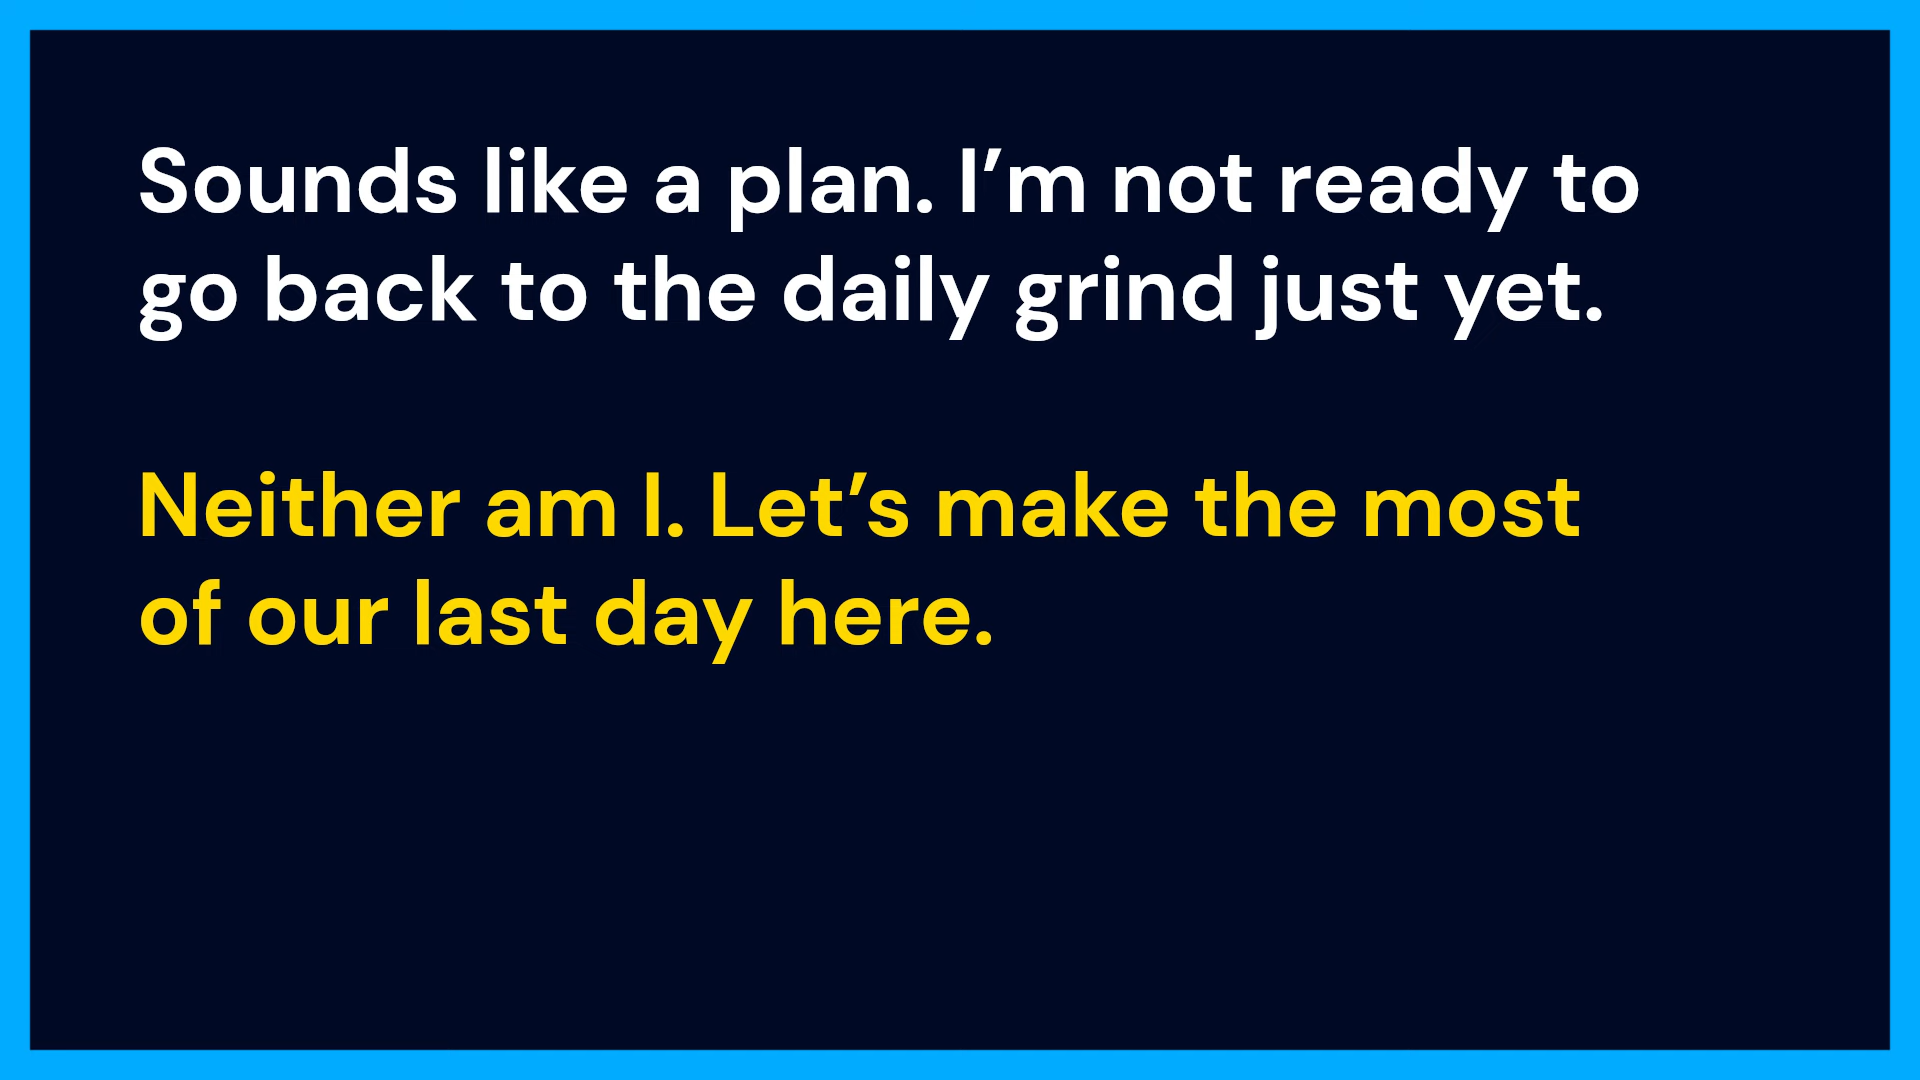 Sounds like a plan. I’m not ready to
go back to the daily grind just yet.
Neither am I. Let’s make the most
of our last day here.